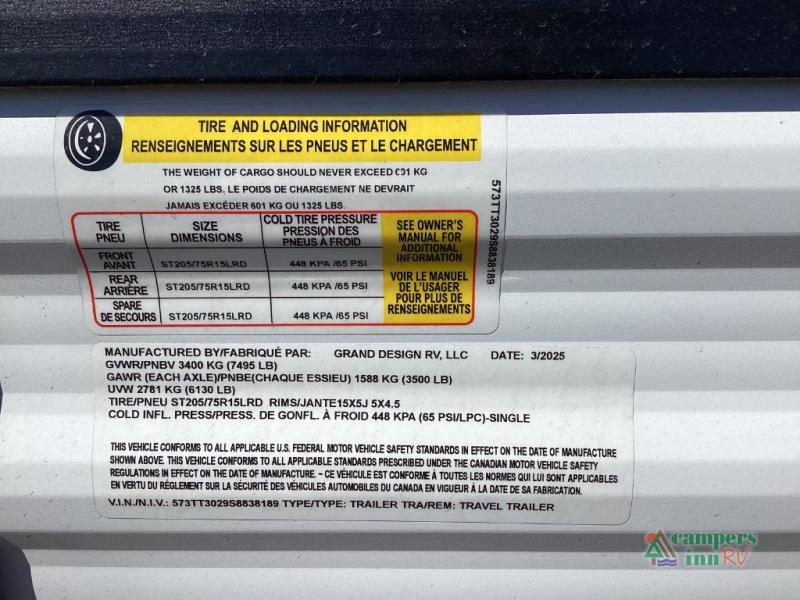 TIRE AND LOADING INFORMATION
RENSEIGNEMENTS SUR LES PNEUS ET LE CHARGEMENT
THE WEIGHT OF CARGO SHOULD NEVER EXCEED 601 KG
OR 1325 LBS. LE POIDS DE CHARGEMENT NE DEVRAIT
JAMAIS EXCÉDER 601 KG OU 1325 LBS.
TIRE
PNEU
SIZE
DIMENSIONS
COLD TIRE PRESSURE
PRESSION DES
PNEUS À FROID
FRONT
AVANT
ST205/75R15LRD
448 KPA /65 PSI
REAR
ARRIÈRE
ST205/75R15LRD
448 KPA /65 PSI
SPARE
DE SECOURS
ST205/75R15LRD
448 KPA /65 PSI
SEE OWNER'S
MANUAL FOR
ADDITIONAL
INFORMATION
VOIR LE MANUEL
DE L'USAGER
POUR PLUS DE
RENSEIGNEMENTS
573TT3029S8838189
MANUFACTURED BY/FABRIQUÉ PAR: GRAND DESIGN RV, LLC DATE: 3/2025
GVWR/PNBV 3400 KG (7495 LB)
GAWR (EACH AXLE)/PNBE(CHAQUE ESSIEU) 1588 KG (3500 LB)
UVW 2781 KG (6130 LB)
TIRE/PNEU ST205/75R15LRD RIMS/JANTE15X5J 5X4.5
COLD INFL. PRESS/PRESS. DE GONFL. À FROID 448 KPA (65 PSI/LPC)-SINGLE
THIS VEHICLE CONFORMS TO ALL APPLICABLE U.S. FEDERAL MOTOR VEHICLE SAFETY STANDARDS IN EFFECT ON THE DATE OF MANUFACTURE
SHOWN ABOVE. THIS VEHICLE CONFORMS TO ALL APPLICABLE STANDARDS PRESCRIBED UNDER THE CANADIAN MOTOR VEHICLE SAFETY
REGULATIONS IN EFFECT ON THE DATE OF MANUFACTURE. - CE VÉHICULE EST CONFORME À TOUTES LES NORMES QUI LUI SONT APPLICABLES
EN VERTU DU RÈGLEMENT SUR LA SÉCURITÉ DES VÉHICULES AUTOMOBILES DU CANADA EN VIGUEUR À LA DATE DE SA FABRICATION.
V.I.N./N.I.V.: 573TT3029S8838189 TYPE/TYPE: TRAILER TRA/REM: TRAVEL TRAILER
campers
inn RV